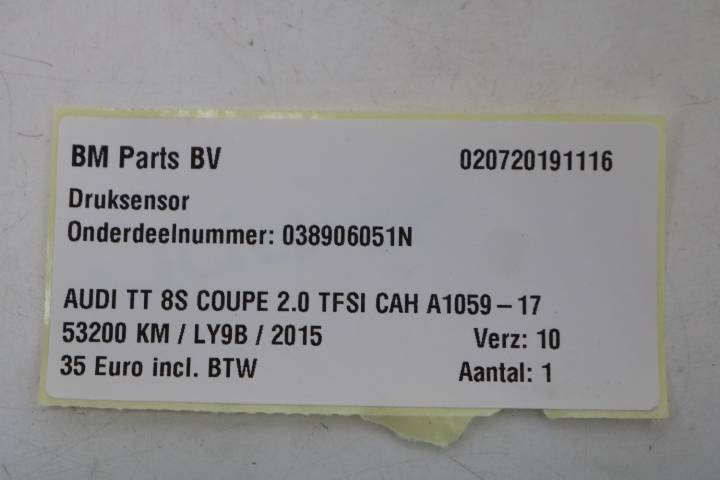 BM Parts BV 020720191116
Druksensor
Onderdeelnummer: 038906051N
AUDI TT 8S COUPE 2.0 TFSI CAH A1059-17
53200 KM / LY9B / 2015 Verz: 10
35 Euro incl. BTW Aantal: 1